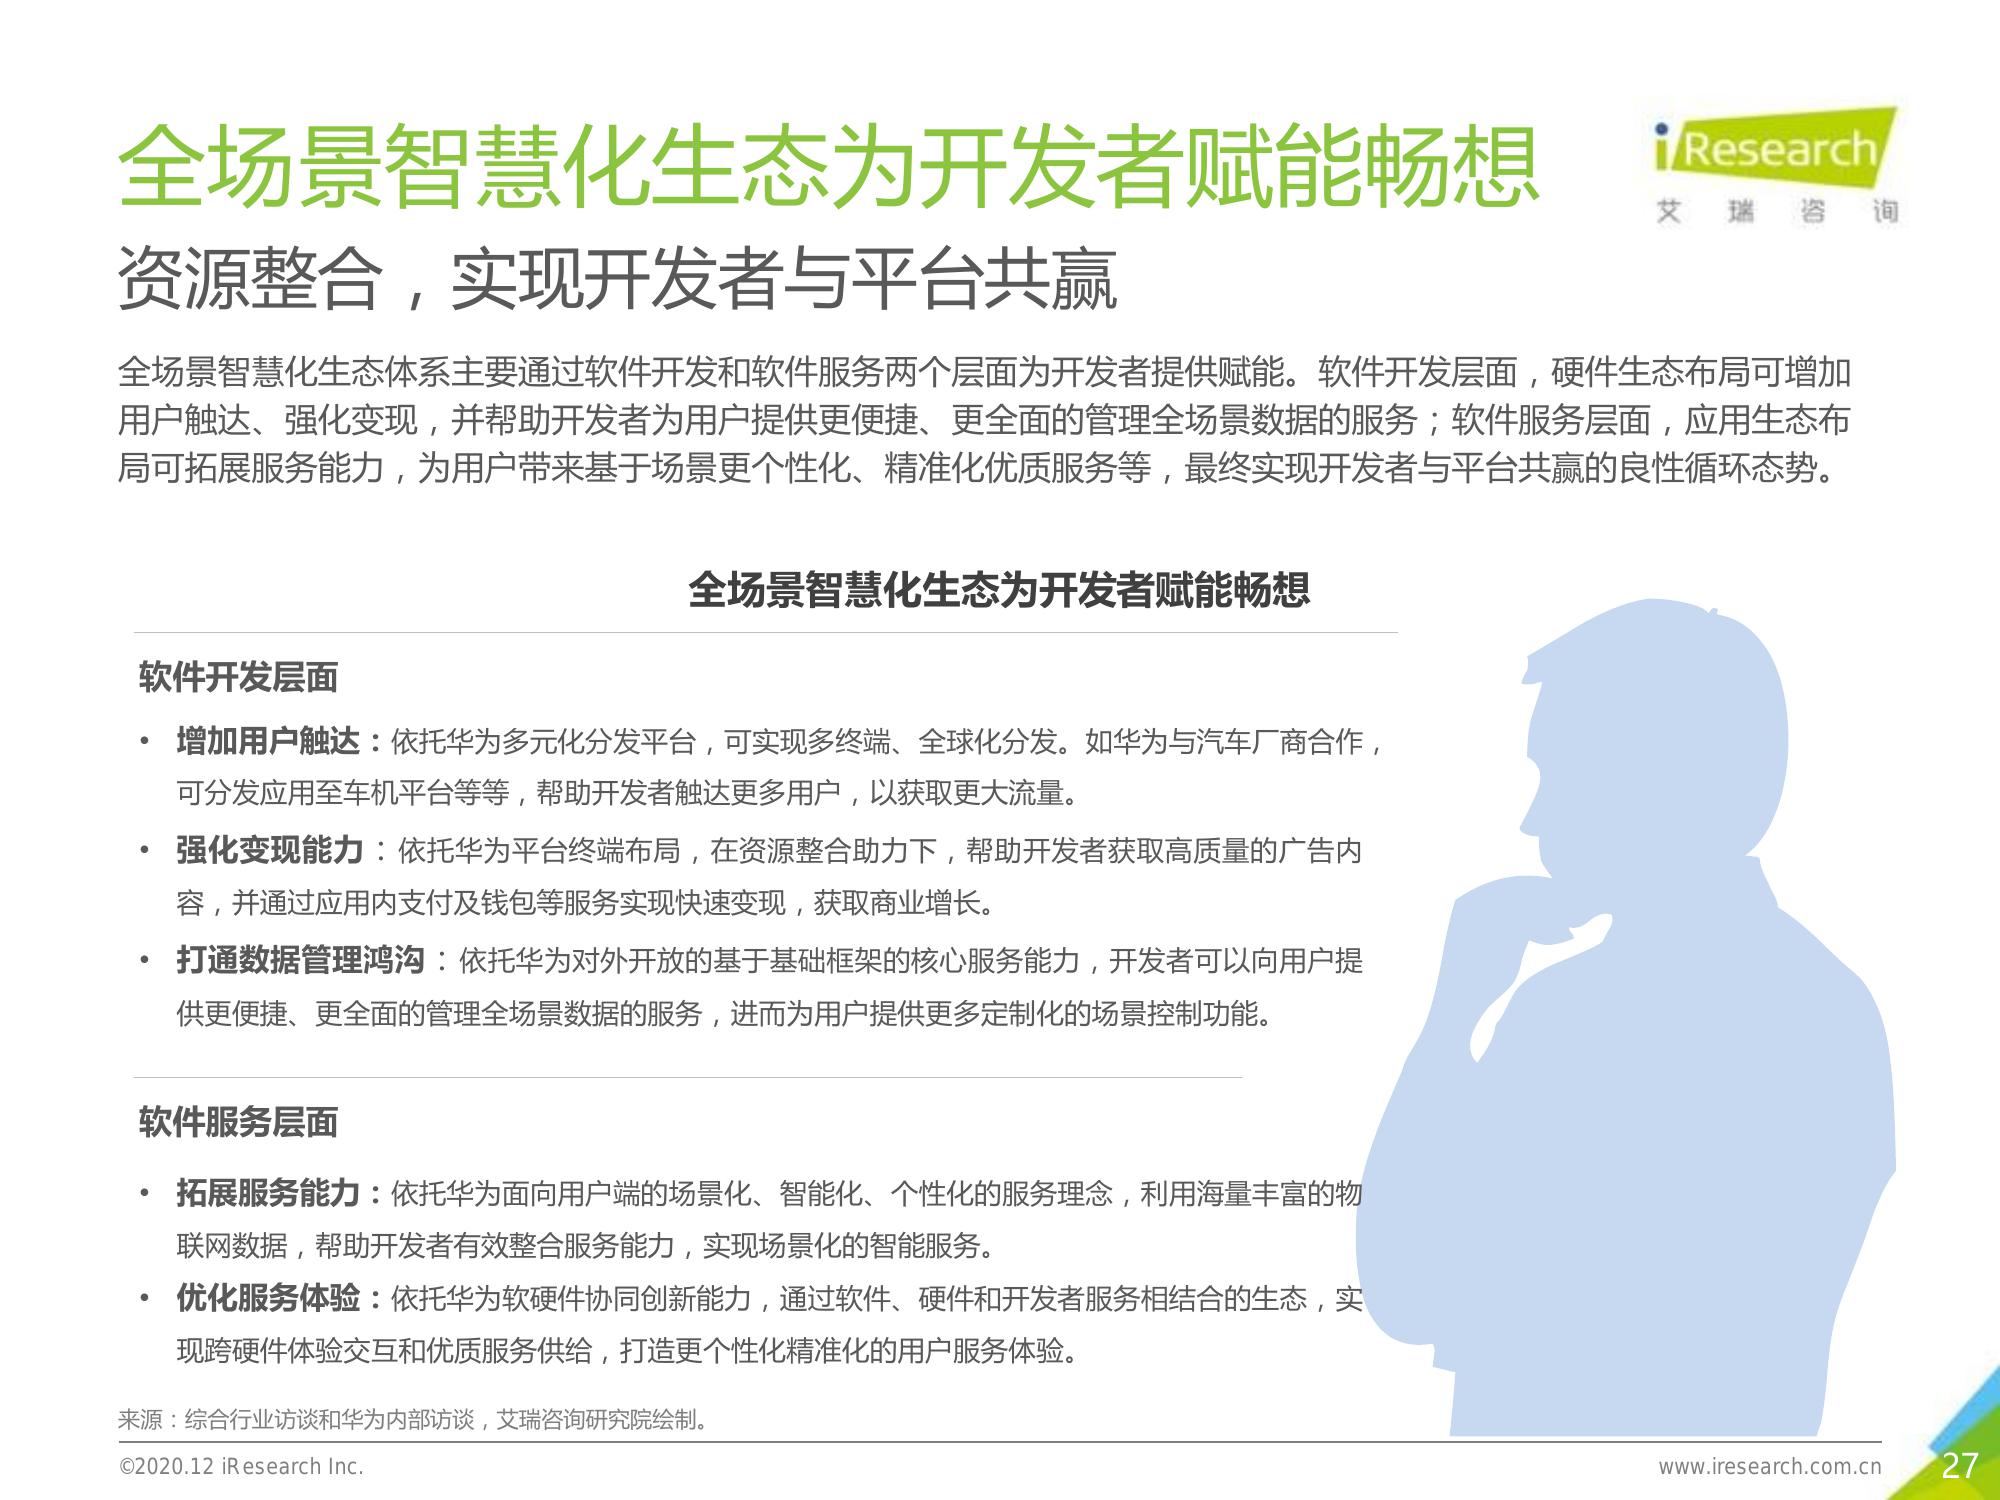 全场景智慧化生态为开发者赋能畅想
iResearch
艾瑞咨询
资源整合，实现开发者与平台共赢
全场景智慧化生态体系主要通过软件开发和软件服务两个层面为开发者提供赋能。软件开发层面，硬件生态布局可增加
用户触达、强化变现，并帮助开发者为用户提供更便捷、更全面的管理全场景数据的服务；软件服务层面，应用生态布
局可拓展服务能力，为用户带来基于场景更个性化、精准化优质服务等，最终实现开发者与平台共赢的良性循环态势。
全场景智慧化生态为开发者赋能畅想
软件开发层面
• 增加用户触达：依托华为多元化分发平台，可实现多终端、全球化分发。如华为与汽车厂商合作，
可分发应用至车机平台等等，帮助开发者触达更多用户，以获取更大流量。
• 强化变现能力：依托华为平台终端布局，在资源整合助力下，帮助开发者获取高质量的广告内
容，并通过应用内支付及钱包等服务实现快速变现，获取商业增长。
• 打通数据管理鸿沟：依托华为对外开放的基于基础框架的核心服务能力，开发者可以向用户提
供更便捷、更全面的管理全场景数据的服务，进而为用户提供更多定制化的场景控制功能。
软件服务层面
• 拓展服务能力：依托华为面向用户端的场景化、智能化、个性化的服务理念，利用海量丰富的物
联网数据，帮助开发者有效整合服务能力，实现场景化的智能服务。
• 优化服务体验：依托华为软硬件协同创新能力，通过软件、硬件和开发者服务相结合的生态，实
现跨硬件体验交互和优质服务供给，打造更个性化精准化的用户服务体验。
来源：综合行业访谈和华为内部访谈，艾瑞咨询研究院绘制。
©2020.12 iResearch Inc.
www.iresearch.com.cn
27